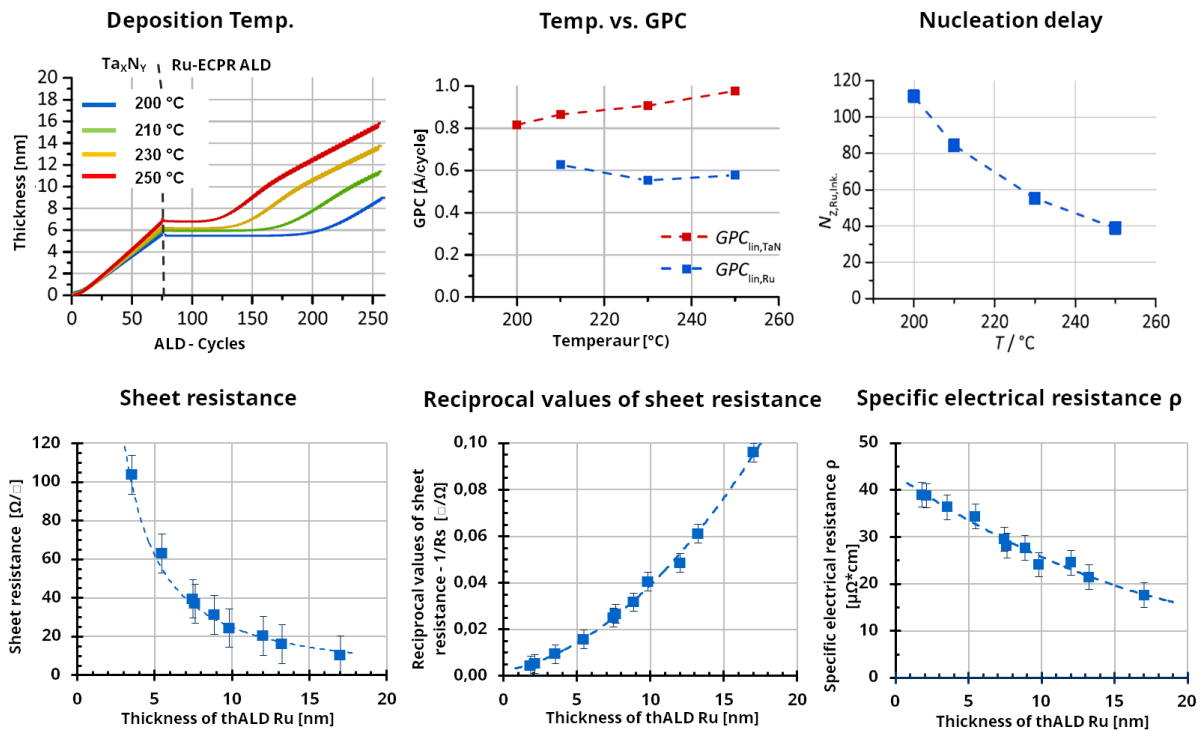 Deposition Temp.
Ta_XN_Y
Ru-ECPR ALD
20
18
16
14
12
10
8
6
4
2
0
Thickness [nm]
200 °C
210 °C
230 °C
250 °C
0 50 100 150 200 250
ALD - Cycles
Temp. vs. GPC
1.0
0.8
0.6
0.4
0.2
0.0
GPC [A/cycle]
GPC_lin,TaN
GPC_lin,Ru
200 220 240 260
Temperaur [°C]
Nucleation delay
120
100
80
60
40
20
0
N_Z,Ru,Ink.
200 220 240 260
T / °C
Sheet resistance
120
100
80
60
40
20
0
Sheet resistance [Ω/□]
0 5 10 15 20
Thickness of thALD Ru [nm]
Reciprocal values of sheet resistance
0,10
0,08
0,06
0,04
0,02
0,00
Reciprocal values of sheet
resistance - 1/Rs [□/Ω]
0 5 10 15 20
Thickness of thALD Ru [nm]
Specific electrical resistance ρ
50
40
30
20
10
0
Specific electrical resistance ρ
[µΩ*cm]
0 5 10 15 20
Thickness of thALD Ru [nm]